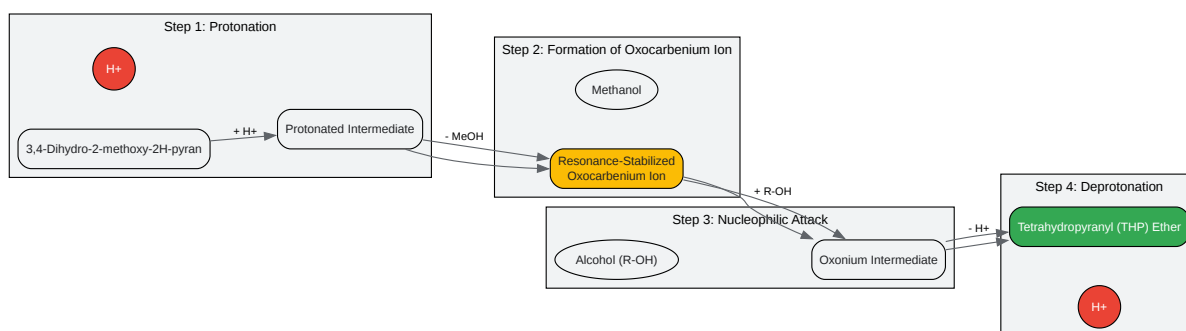 Step 1: Protonation
H+
3,4-Dihydro-2-methoxy-2H-pyran
+ H+
Protonated Intermediate
- MeOH
Step 2: Formation of Oxocarbenium Ion
Methanol
Resonance-Stabilized
Oxocarbenium Ion
+ R-OH
Step 3: Nucleophilic Attack
Alcohol (R-OH)
Oxonium Intermediate
- H+
Step 4: Deprotonation
Tetrahydropyranyl (THP) Ether
H+